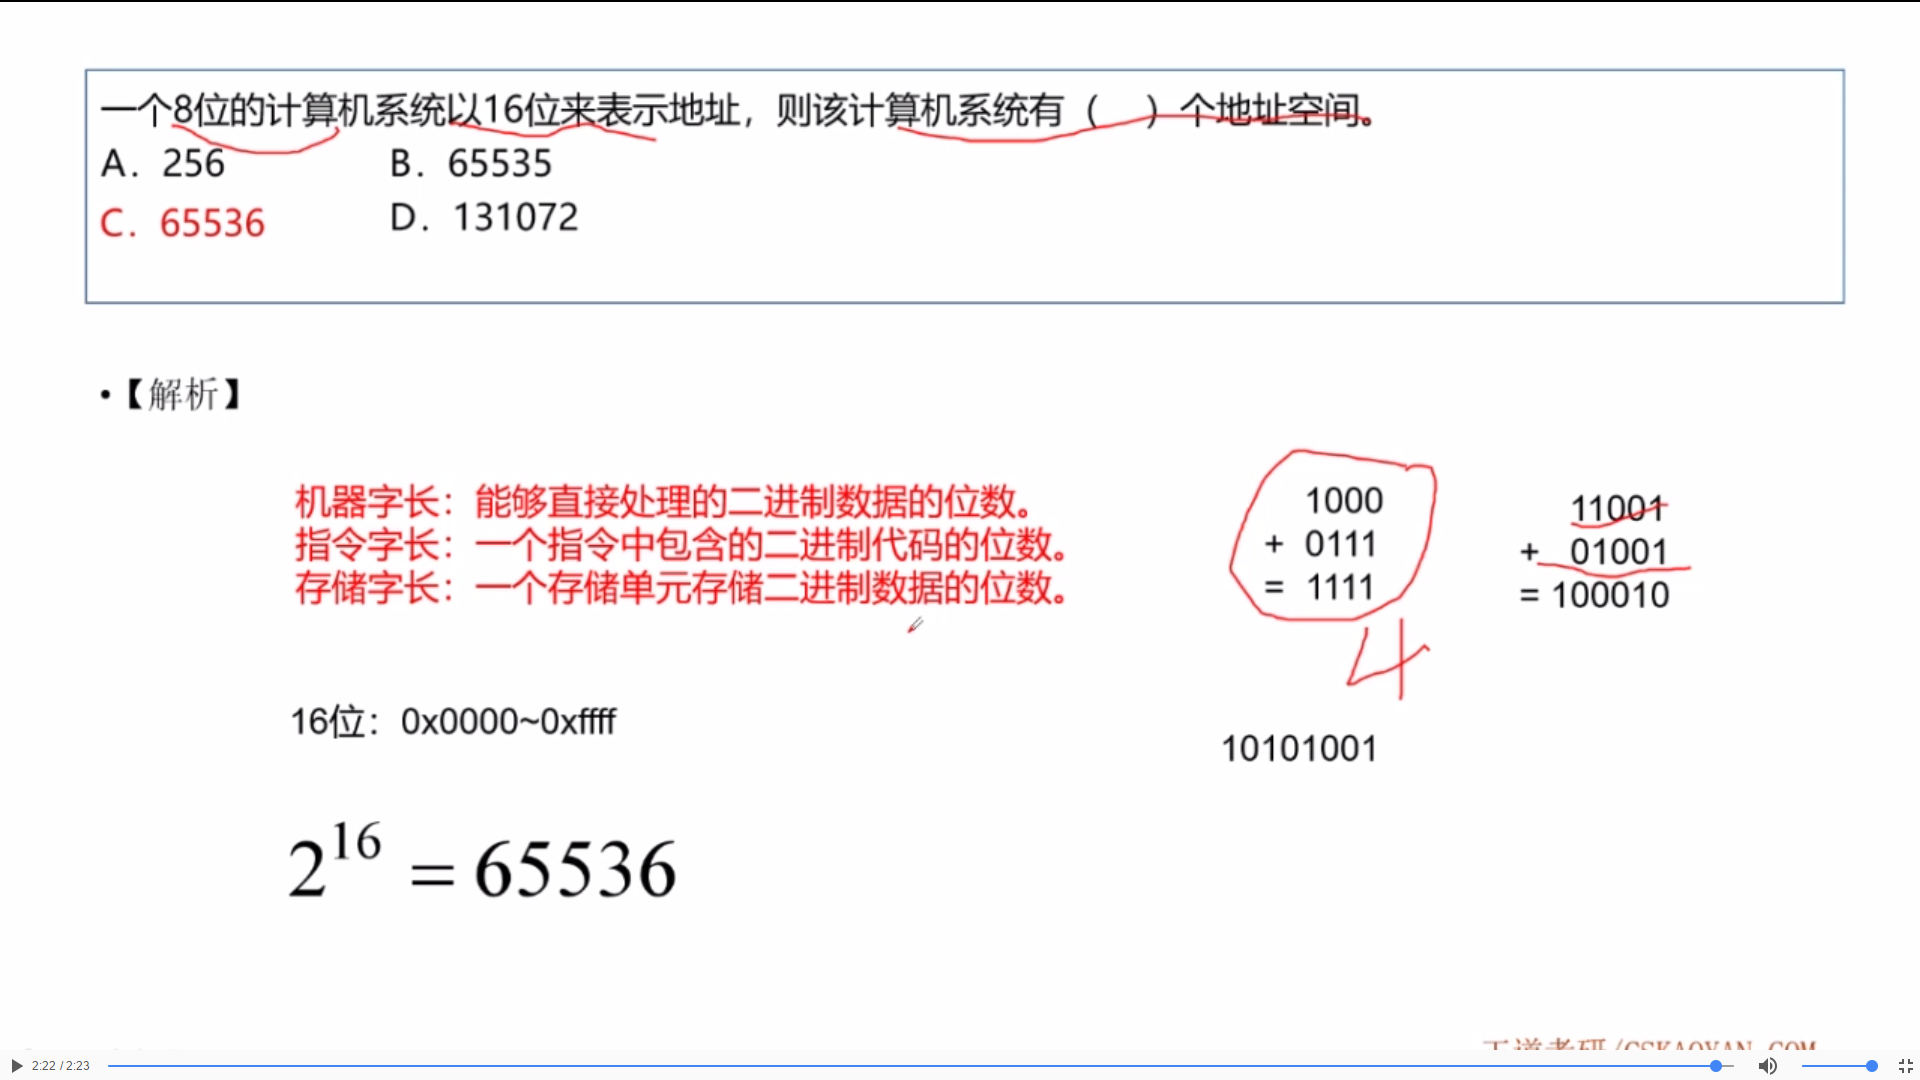 一个8位的计算机系统以16位来表示地址，则该计算机系统有（　）个地址空间。
A．256 B．65535
C．65536 D．131072
•【解析】
机器字长：能够直接处理的二进制数据的位数。
指令字长：一个指令中包含的二进制代码的位数。
存储字长：一个存储单元存储二进制数据的位数。
1000
+ 0111
= 1111
4
11001
+ 01001
= 100010
16位：0x0000~0xffff
10101001
2^16 = 65536
王道考研/CSKAOYAN.COM
2:22 / 2:23